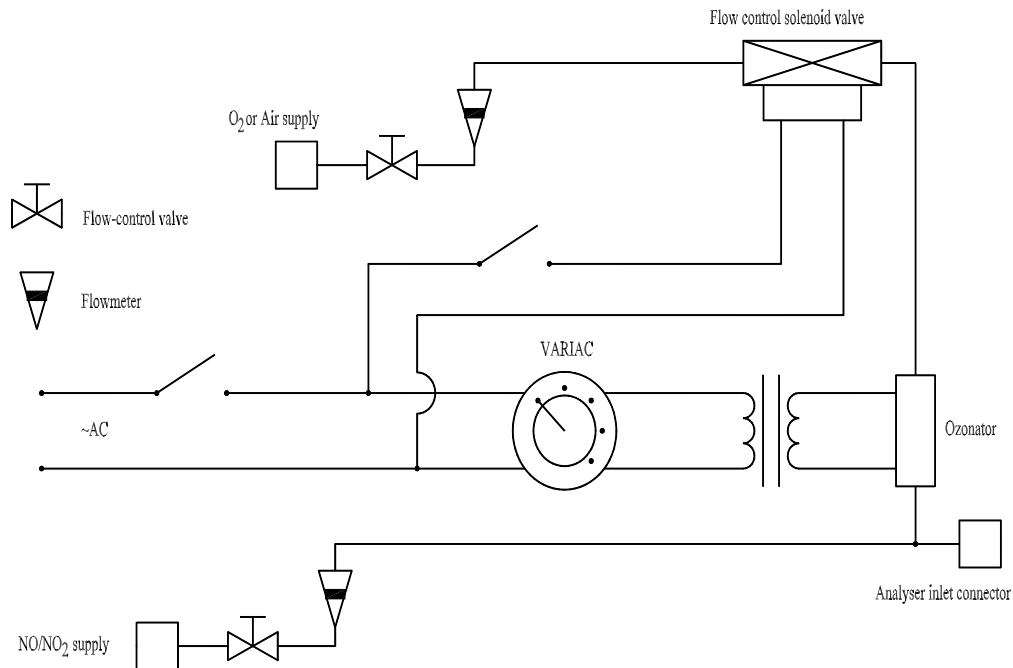 Flow control solenoid valve
O2 or Air supply
Flow-control valve
Flowmeter
VARIAC
~AC
Ozonator
Analyser inlet connector
NO/NO2 supply